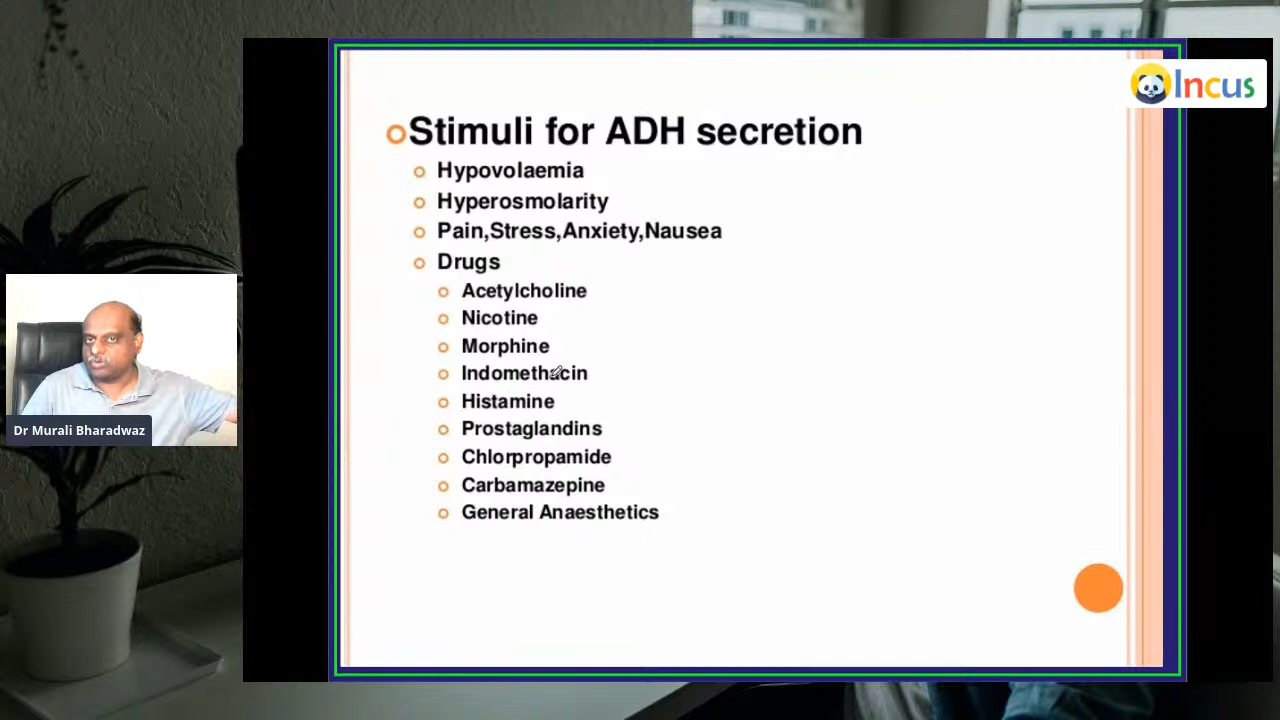 Incus
Stimuli for ADH secretion
Hypovolaemia
Hyperosmolarity
Pain,Stress,Anxiety,Nausea
Drugs
Acetylcholine
Nicotine
Morphine
Indomethacin
Histamine
Prostaglandins
Chlorpropamide
Carbamazepine
General Anaesthetics
Dr Murali Bharadwaz